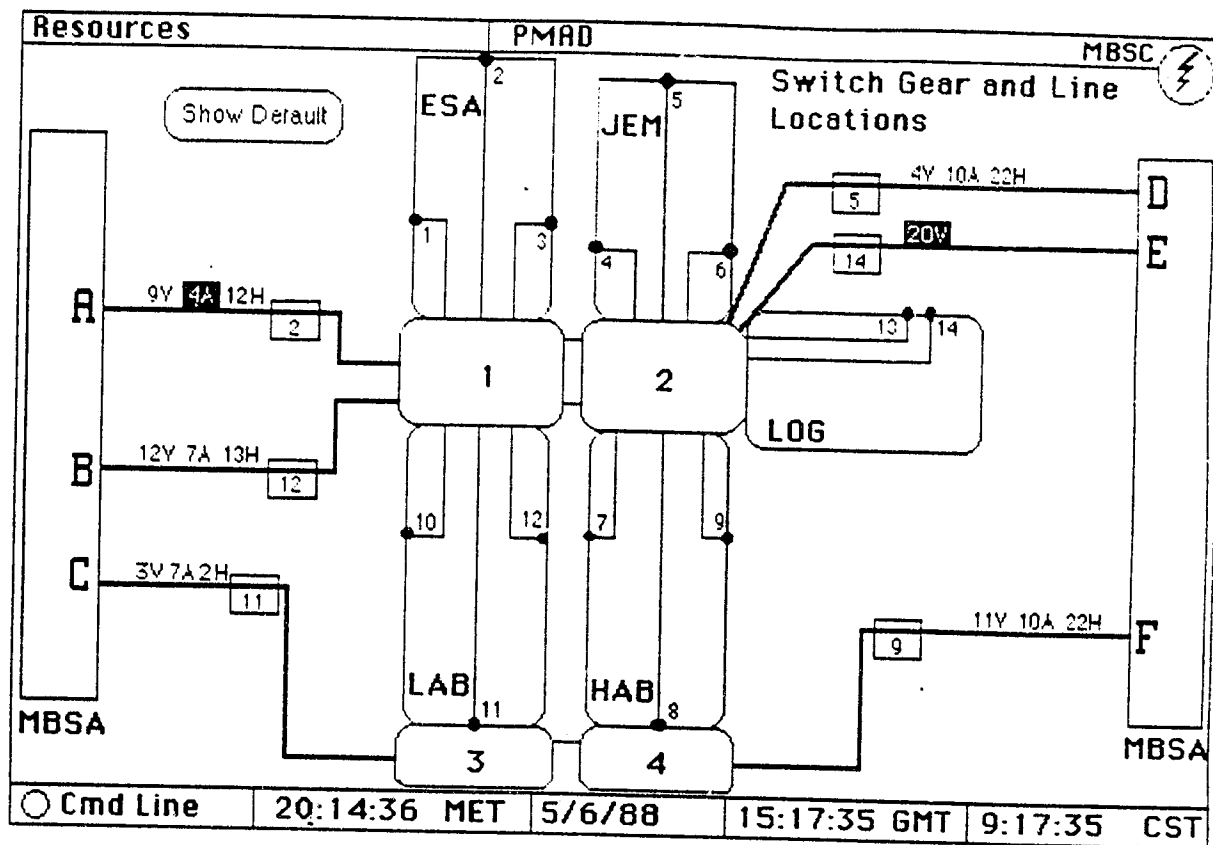 Resources PMAD MBSC
Switch Gear and Line
Locations
Show Derault
ESA
JEM
2
5
1
3
4
6
4V 10A 22H
5
D
20V
14
E
A
9V 4A 12H
2
13 14
1
2
LOG
B
12V 7A 13H
12
10
12
7
9
C
3V 7A 2H
11
11V 10A 22H
9
F
LAB
HAB
11
8
MBSA
MBSA
3
4
Cmd Line 20:14:36 MET 5/6/88 15:17:35 GMT 9:17:35 CST